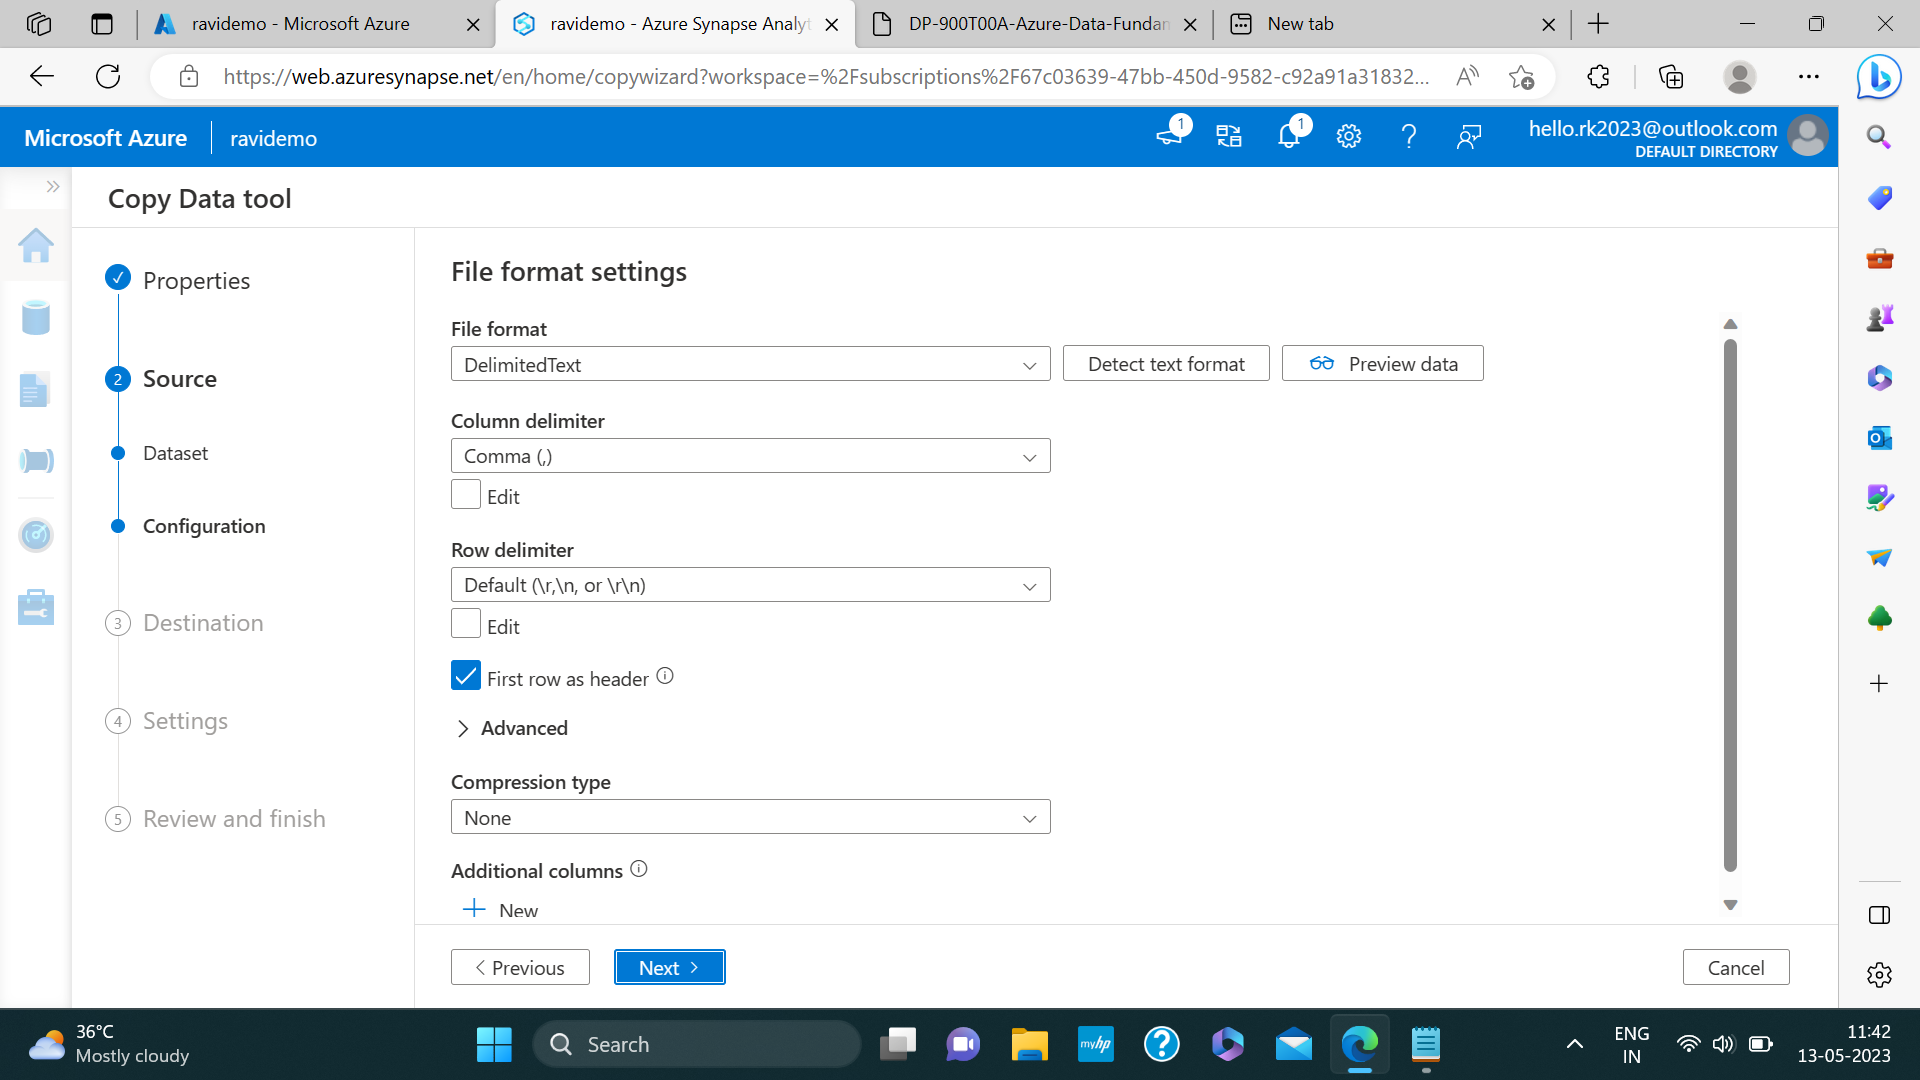 ravidemo - Microsoft Azure
ravidemo - Azure Synapse Analyt
DP-900T00A-Azure-Data-Fundan
New tab
https://web.azuresynapse.net/en/home/copywizard?workspace=%2Fsubscriptions%2F67c03639-47bb-450d-9582-c92a91a31832...
Microsoft Azure
ravidemo
1
1
hello.rk2023@outlook.com
DEFAULT DIRECTORY
Copy Data tool
Properties
2 Source
Dataset
Configuration
3 Destination
4 Settings
5 Review and finish
File format settings
File format
DelimitedText
Detect text format
Preview data
Column delimiter
Comma (,)
Edit
Row delimiter
Default (\r,\n, or \r\n)
Edit
First row as header
Advanced
Compression type
None
Additional columns
New
Previous
Next
Cancel
36°C
Mostly cloudy
Search
myhp
ENG
IN
11:42
13-05-2023